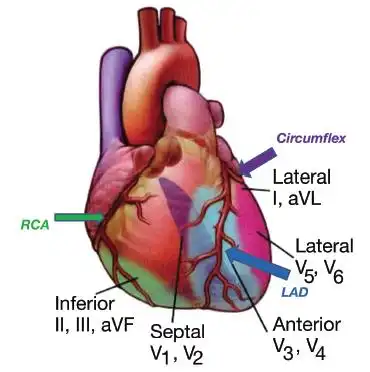 Circumflex
Lateral
I, aVL
RCA
Lateral
V5, V6
LAD
Inferior
II, III, aVF
Septal
V1, V2
Anterior
V3, V4